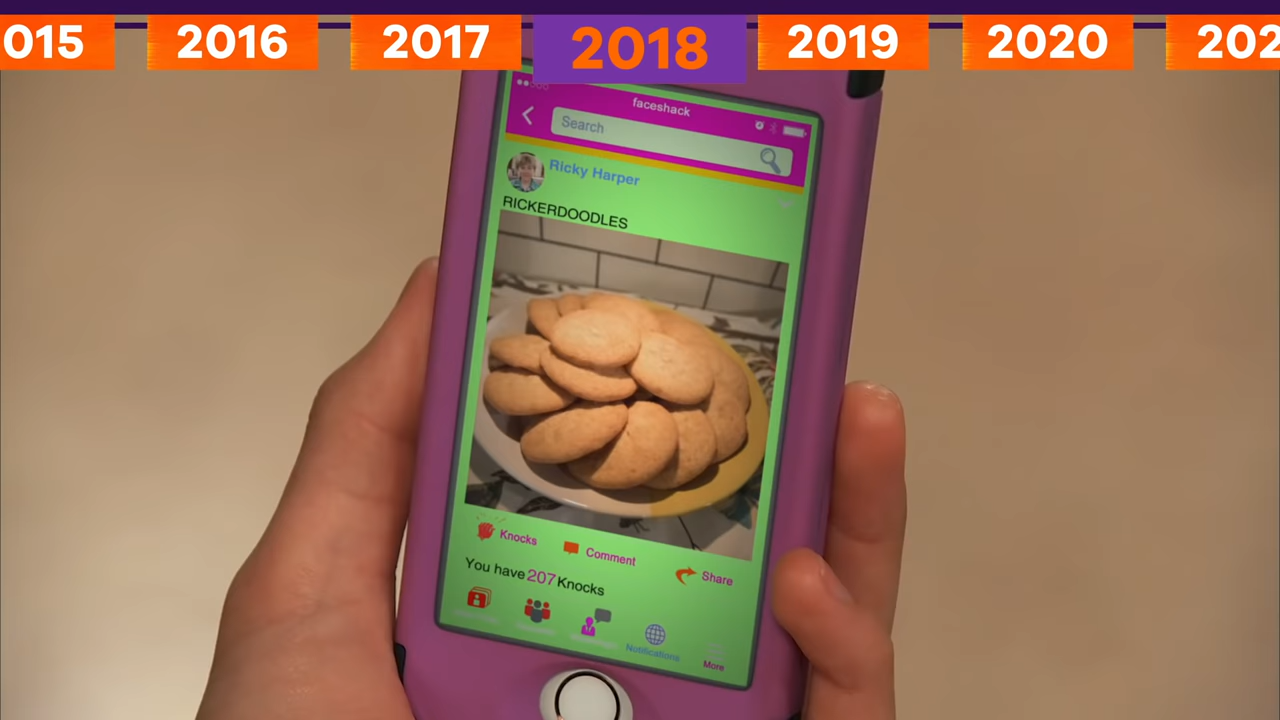 015 2016 2017 2018 2019 2020 202
faceshack
Search
Ricky Harper
RICKERDOODLES
Knocks Comment Share
You have 207 Knocks
Notifications More